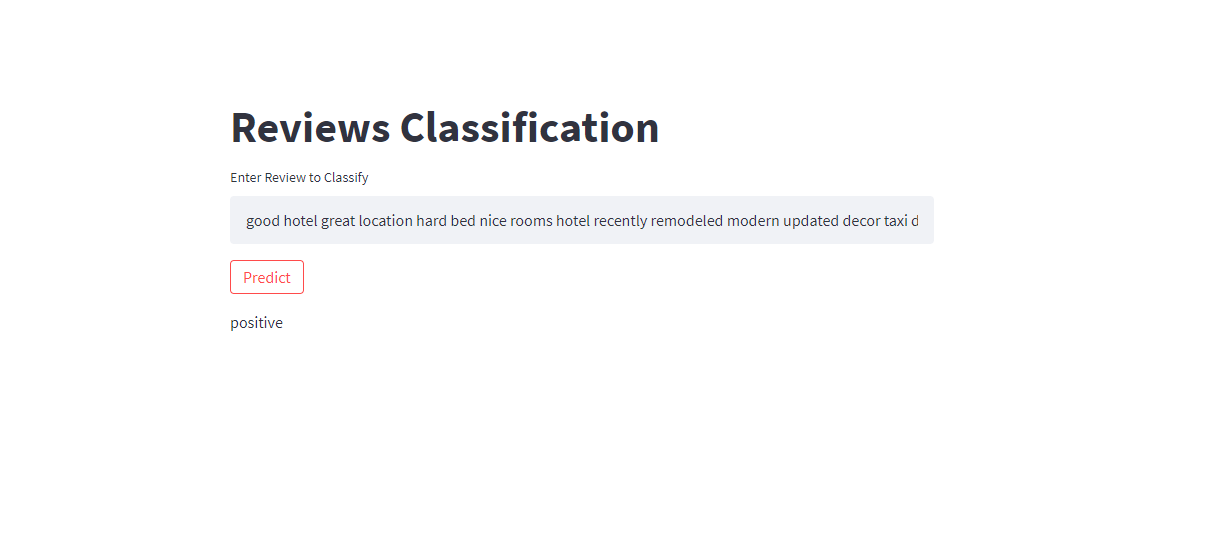 Reviews Classification
Enter Review to Classify
good hotel great location hard bed nice rooms hotel recently remodeled modern updated decor taxi d
Predict
positive